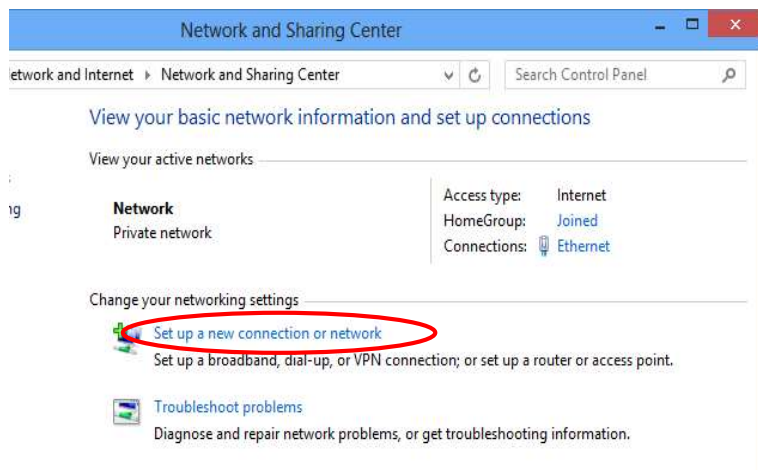 Network and Sharing Center
etwork and Internet ▸ Network and Sharing Center Search Control Panel
View your basic network information and set up connections
View your active networks
s
ng
Network
Private network
Access type: Internet
HomeGroup: Joined
Connections: Ethernet
Change your networking settings
Set up a new connection or network
Set up a broadband, dial-up, or VPN connection; or set up a router or access point.
Troubleshoot problems
Diagnose and repair network problems, or get troubleshooting information.